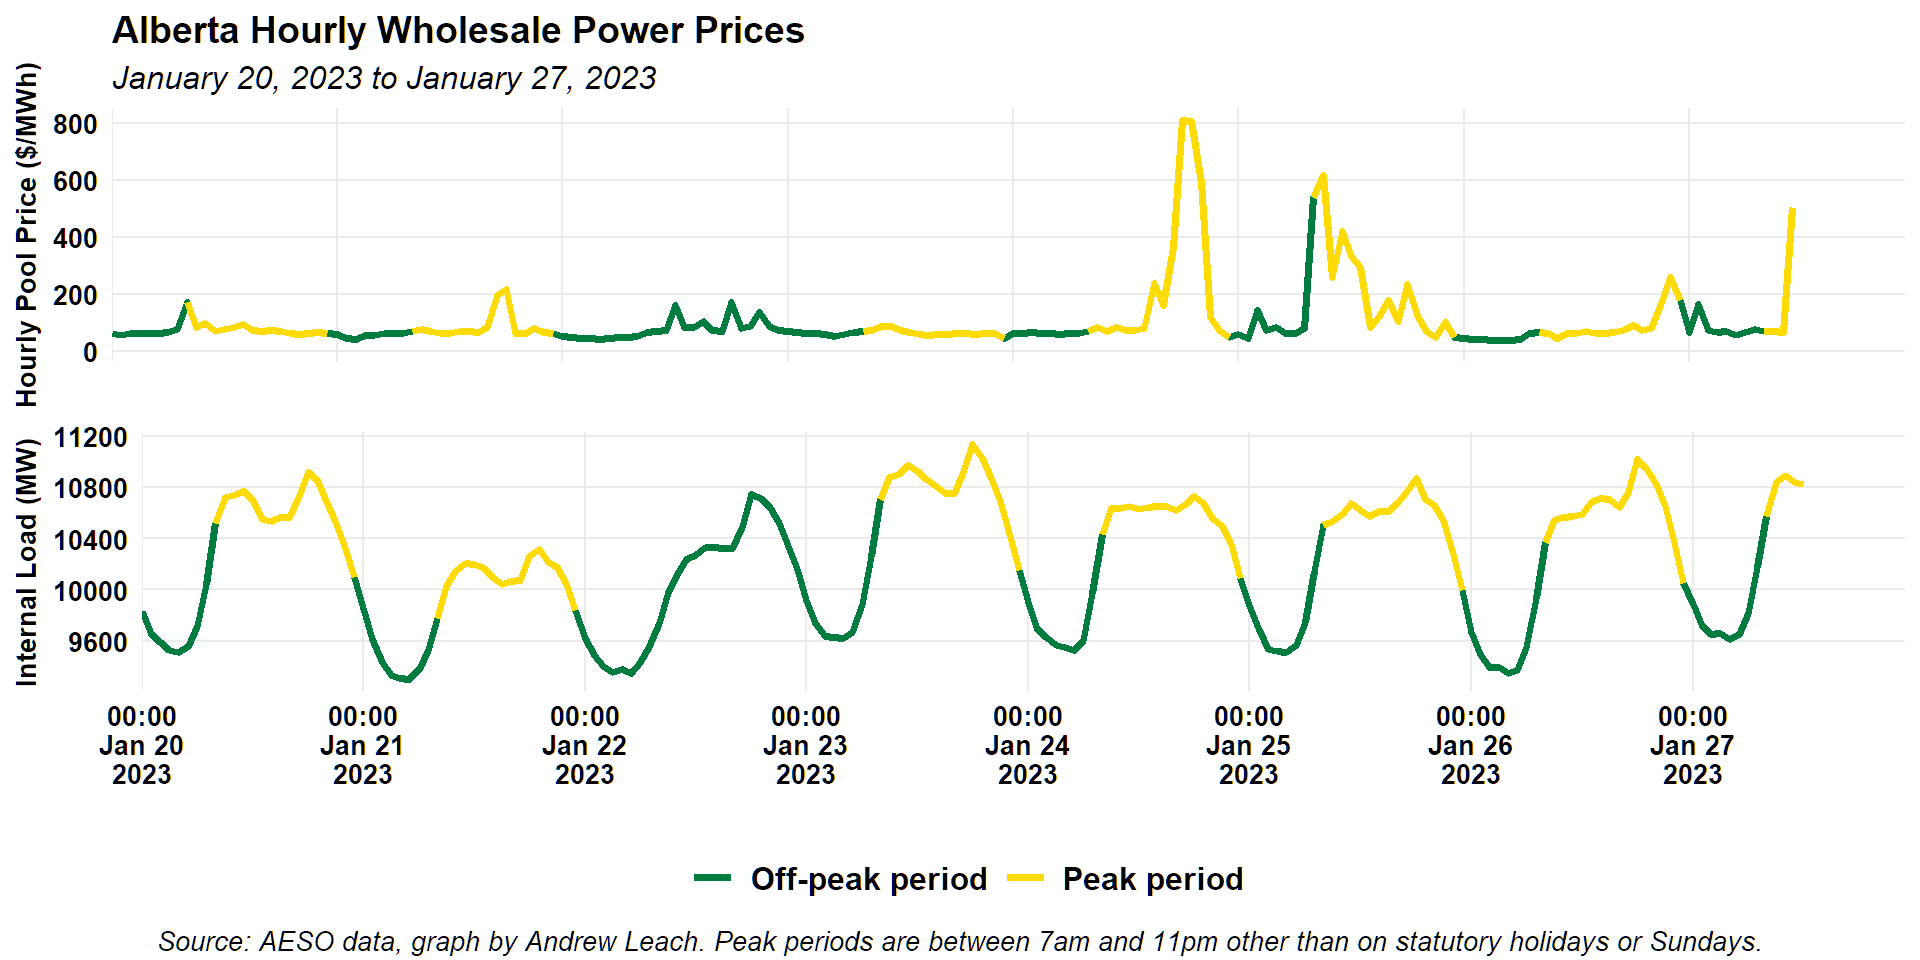 Alberta Hourly Wholesale Power Prices
January 20, 2023 to January 27, 2023
Hourly Pool Price ($/MWh)
800
600
400
200
0
Internal Load (MW)
11200
10800
10400
10000
9600
00:00
Jan 20
2023
00:00
Jan 21
2023
00:00
Jan 22
2023
00:00
Jan 23
2023
00:00
Jan 24
2023
00:00
Jan 25
2023
00:00
Jan 26
2023
00:00
Jan 27
2023
Off-peak period
Peak period
Source: AESO data, graph by Andrew Leach. Peak periods are between 7am and 11pm other than on statutory holidays or Sundays.